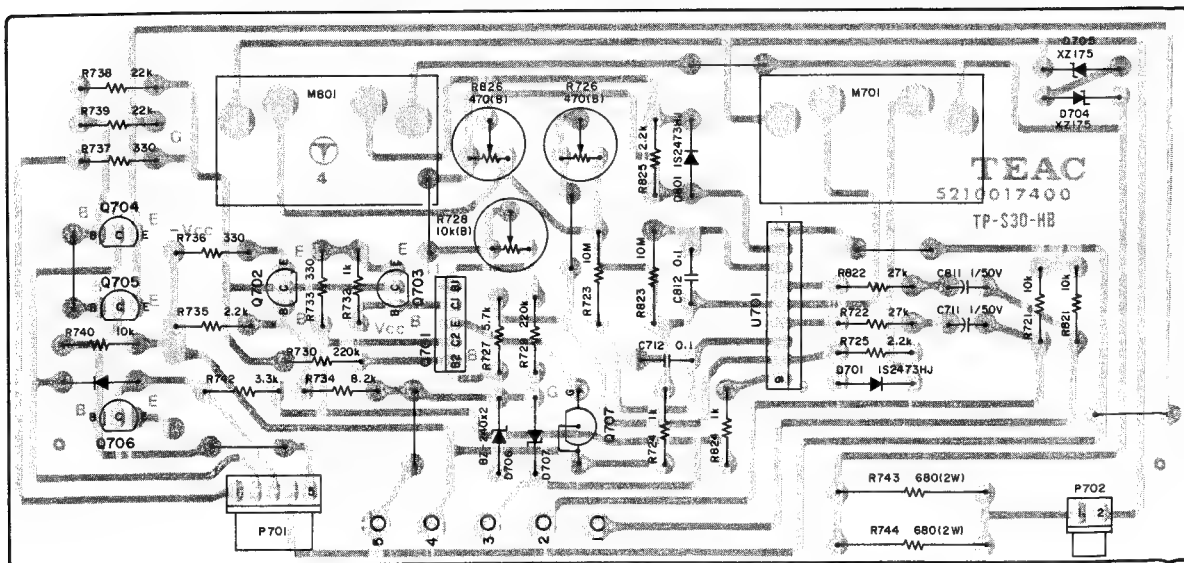 R738 22k
R739 22k
R737 330
G
M801
4
R826
470(B)
R726
470(B)
R825 2.2k
D801 1S2473HJ
M701
D705
XZ175
D704
XZ175
TEAC
5210017400
TP-S30-HB
Q704
B C E
B
E
-Vcc
R736 330
Q702
B C E
E
R733 330
R732 1k
Q703
B C E
E
R728
10k(B)
R723 10M
R823 10M
C812 0.1
U701
1
9
R822 27k
C811 1/50V
R722 27k
C711 1/50V
R725 2.2k
D701 1S2473HJ
R721 10k
R821 10k
Q705
B C E
B
E
R735 2.2k
B
Vcc
B
Q701
B1
C1
E
C2
B2
B
R727 5.7k
R729 220k
C712 0.1
R740 10k
R730 220k
R742 3.3k
R734 8.2k
Q706
B C E
B
E
D706
D707
G
G
Q707
R724 1k
R824 1k
R743 680(2W)
R744 680(2W)
P702
1 2
P701
5
4
3
2
1